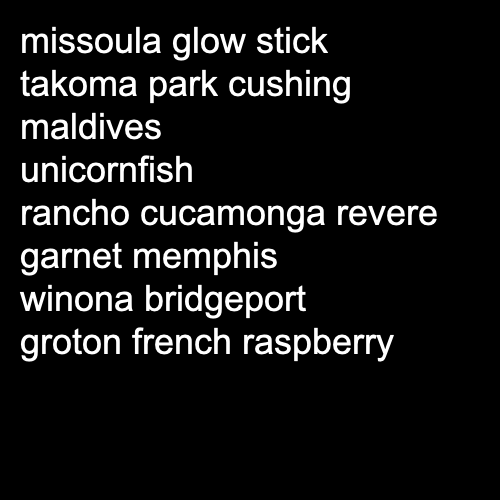 missoula glow stick
takoma park cushing
maldives
unicornfish
rancho cucamonga revere
garnet memphis
winona bridgeport
groton french raspberry